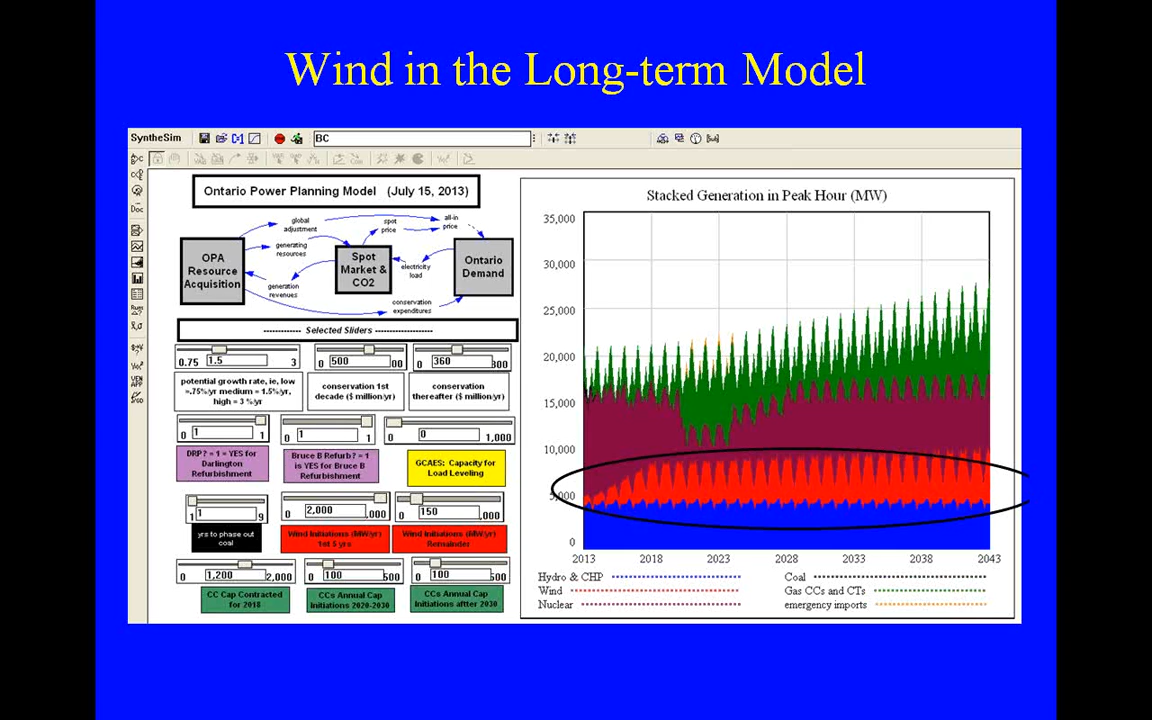 Wind in the Long-term Model
SyntheSim
BC
Doc
Ontario Power Planning Model (July 15, 2013)
global
adjustment
spot
price
all-in
price
generating
resources
OPA
Resource
Acquisition
Spot
Market &
CO2
Ontario
Demand
electricity
load
generation
revenues
conservation
expenditures
------------- Selected Sliders --------------------
0.75 1.5 3
0 500 00
0 360 800
potential growth rate, ie, low
=.75%/yr medium = 1.5%/yr,
high = 3 %/yr
conservation 1st
decade ($ million/yr)
conservation
thereafter ($ million/yr)
0 1 1
0 1 1
0 0 1,000
DRP? = 1 = YES for
Darlington
Refurbishment
Bruce B Refurb? = 1
is YES for Bruce B
Refurbishment
GCAES: Capacity for
Load Leveling
1 1 9
0 2,000 ,000
0 150 ,000
yrs to phase out
coal
Wind Initiations (MW/yr)
1st 5 yrs
Wind Initiations (MW/yr)
Remainder
0 1,200 2,000
0 100 500
0 100 500
CC Cap Contracted
for 2018
CCs Annual Cap
Initiations 2020-2030
CCs Annual Cap
Initiations after 2030
Stacked Generation in Peak Hour (MW)
35,000
30,000
25,000
20,000
15,000
10,000
5,000
0
2013 2018 2023 2028 2033 2038 2043
Hydro & CHP
Wind
Nuclear
Coal
Gas CCs and CTs
emergency imports